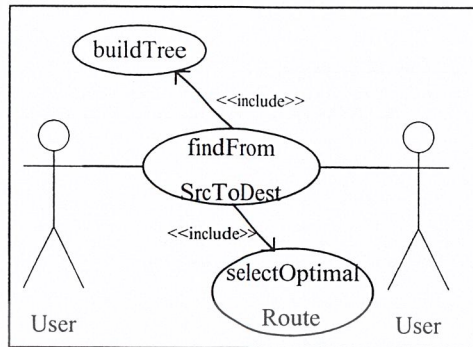 buildTree
<<include>>
findFrom
SrcToDest
<<include>>
selectOptimal
Route
User
User